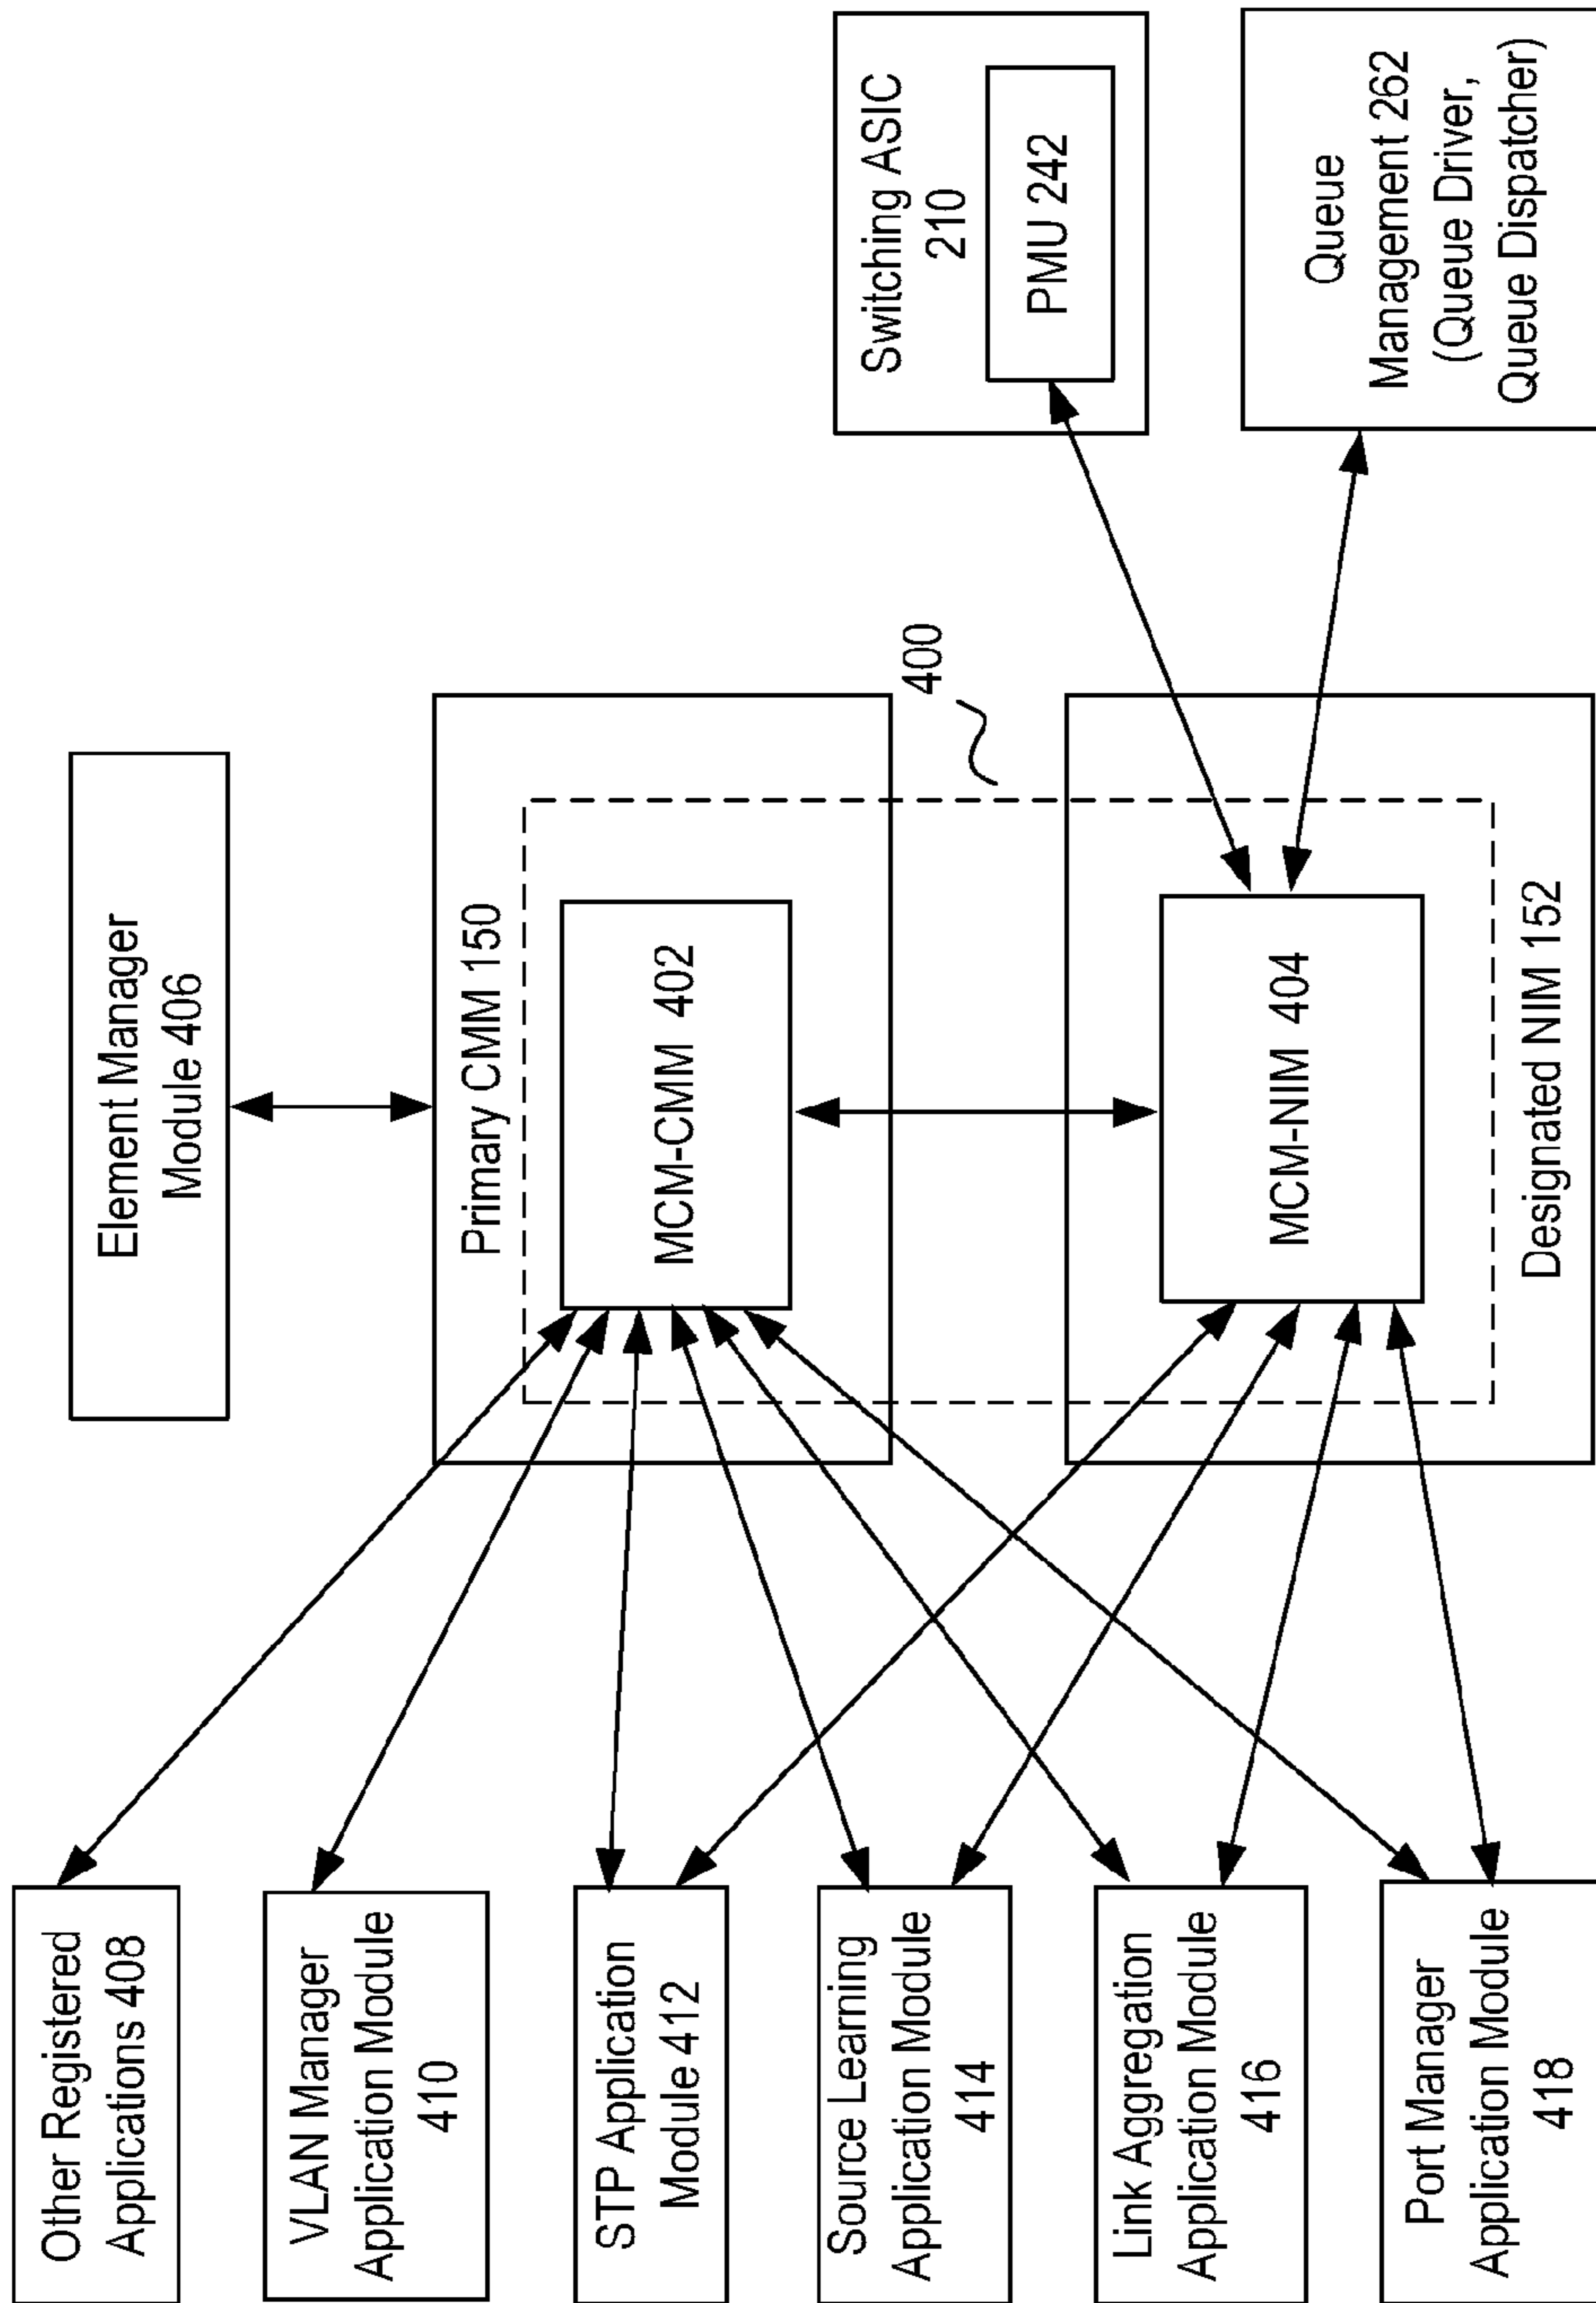 Element Manager
Module 406
Other Registered
Applications 408
VLAN Manager
Application Module
410
STP Application
Module 412
Source Learning
Application Module
414
Link Aggregation
Application Module
416
Port Manager
Application Module
418
Primary CMM 150
MCM-CMM 402
400
MCM-NIM 404
Designated NIM 152
Switching ASIC
210
PMU 242
Queue
Management 262
(Queue Driver,
Queue Dispatcher)